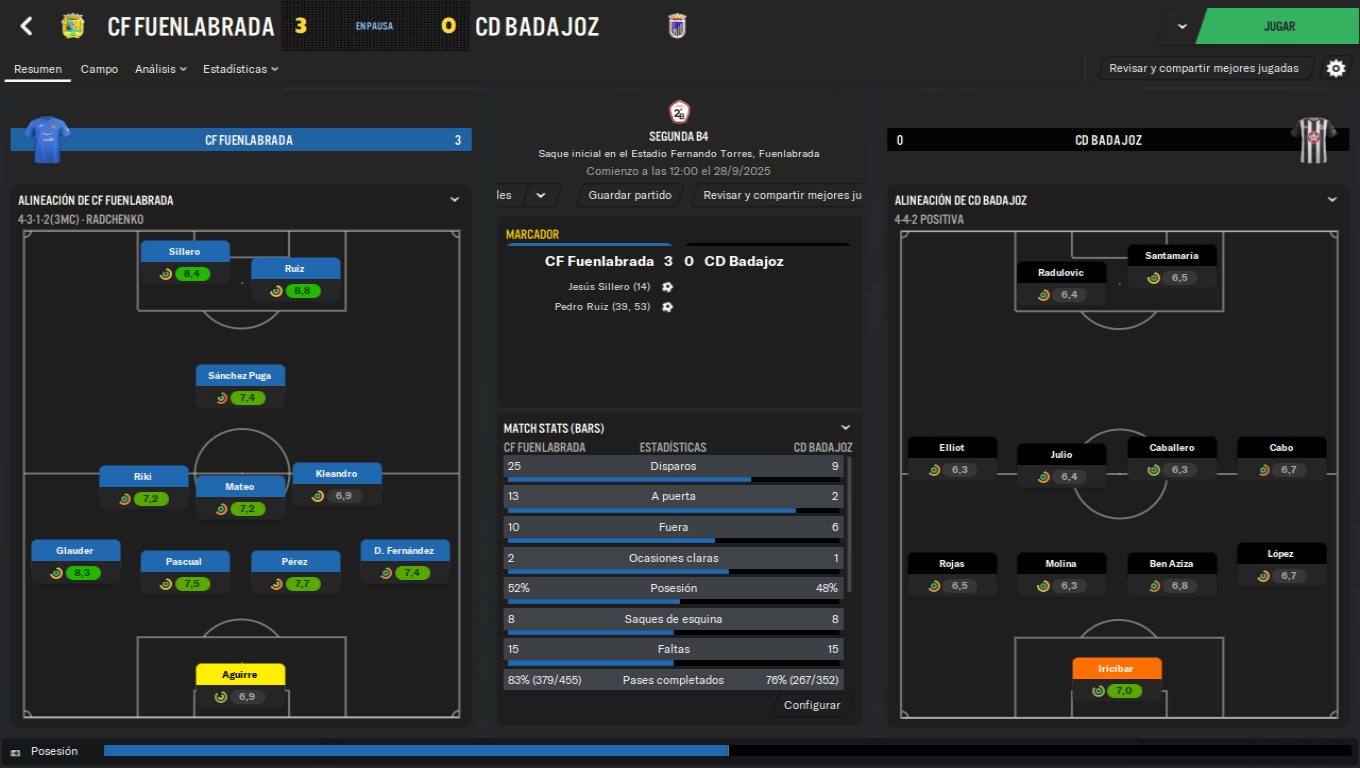 CF FUENLABRADA 3 EN PAUSA 0 CD BADAJOZ
JUGAR
Resumen Campo Análisis Estadísticas
Revisar y compartir mejores jugadas
CF FUENLABRADA 3
2ªB
SEGUNDA B4
Saque inicial en el Estadio Fernando Torres, Fuenlabrada
Comienzo a las 12:00 el 28/9/2025
les
Guardar partido
Revisar y compartir mejores ju
0 CD BADAJOZ
ALINEACIÓN DE CF FUENLABRADA
4-3-1-2(3MC) - RADCHENKO
Sillero
8,4
Ruiz
8,8
Sánchez Puga
7,4
Riki
7,2
Mateo
7,2
Kleandro
6,9
Glauder
8,3
Pascual
7,5
Pérez
7,7
D. Fernández
7,4
Aguirre
6,9
MARCADOR
CF Fuenlabrada 3 0 CD Badajoz
Jesús Sillero (14)
Pedro Ruiz (39, 53)
MATCH STATS (BARS)
CF FUENLABRADA ESTADÍSTICAS CD BADAJOZ
25 Disparos 9
13 A puerta 2
10 Fuera 6
2 Ocasiones claras 1
52% Posesión 48%
8 Saques de esquina 8
15 Faltas 15
83% (379/455) Pases completados 76% (267/352)
Configurar
ALINEACIÓN DE CD BADAJOZ
4-4-2 POSITIVA
Radulovic
6,4
Santamaría
6,5
Elliot
6,3
Julio
6,4
Caballero
6,3
Cabo
6,7
Rojas
6,5
Molina
6,3
Ben Aziza
6,8
López
6,7
Iricibar
7,0
Posesión